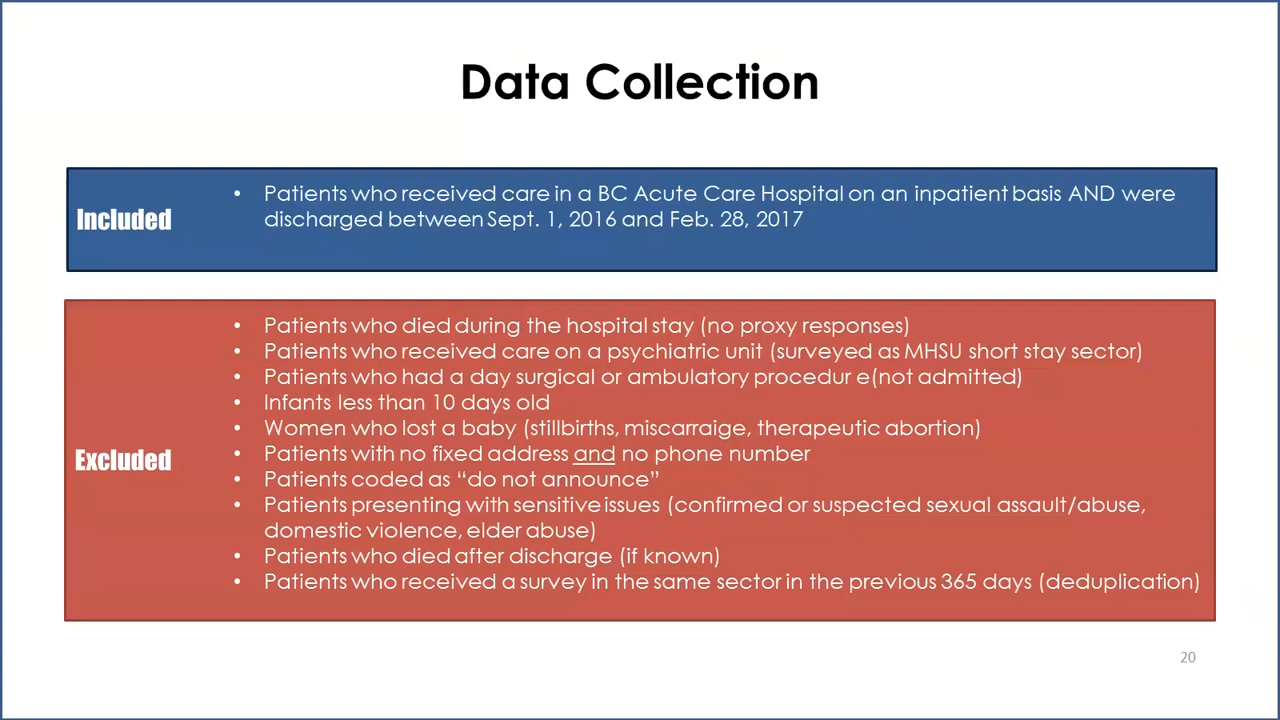 Data Collection
Included
• Patients who received care in a BC Acute Care Hospital on an inpatient basis AND were
discharged between Sept. 1, 2016 and Feb. 28, 2017
Excluded
• Patients who died during the hospital stay (no proxy responses)
• Patients who received care on a psychiatric unit (surveyed as MHSU short stay sector)
• Patients who had a day surgical or ambulatory procedur e(not admitted)
• Infants less than 10 days old
• Women who lost a baby (stillbirths, miscarraige, therapeutic abortion)
• Patients with no fixed address and no phone number
• Patients coded as “do not announce”
• Patients presenting with sensitive issues (confirmed or suspected sexual assault/abuse,
domestic violence, elder abuse)
• Patients who died after discharge (if known)
• Patients who received a survey in the same sector in the previous 365 days (deduplication)
20